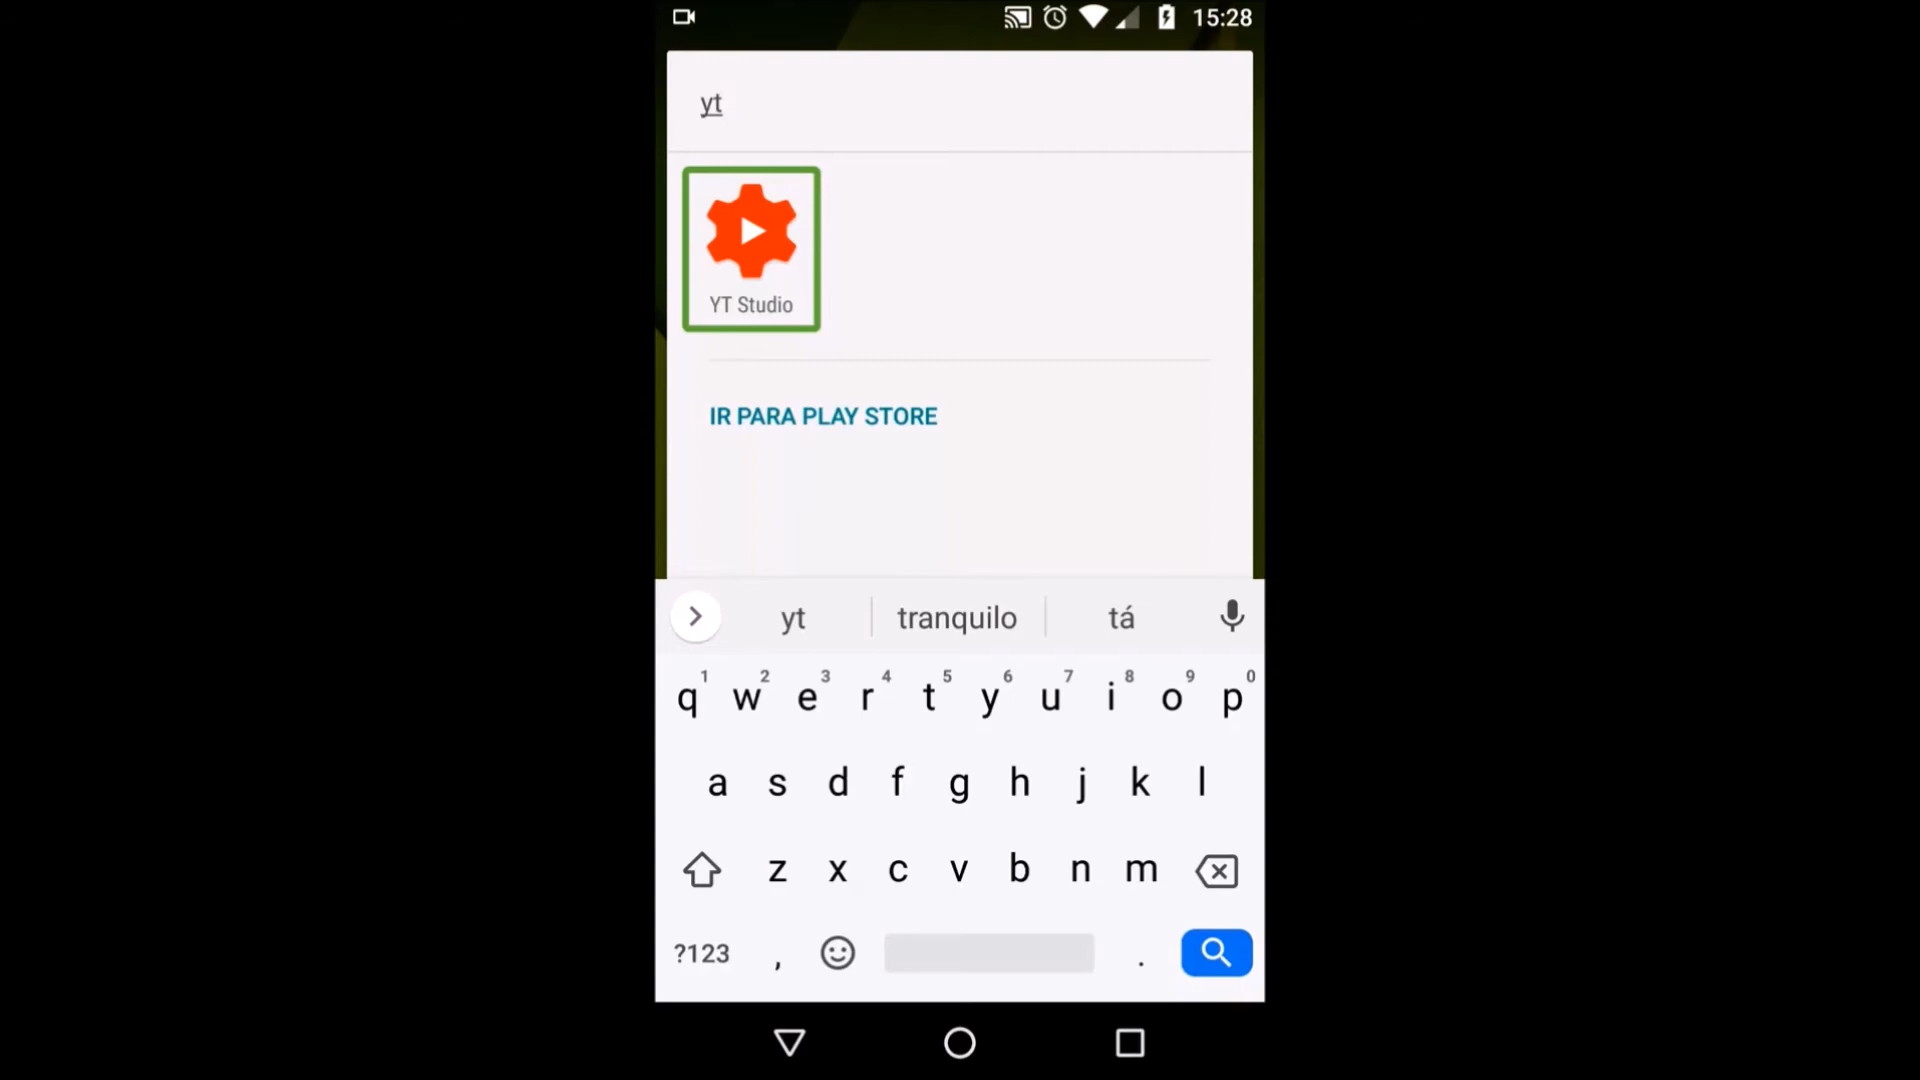 15:28
yt
YT Studio
IR PARA PLAY STORE
yt tranquilo tá
1 2 3 4 5 6 7 8 9 0
q w e r t y u i o p
a s d f g h j k l
z x c v b n m
?123 , .